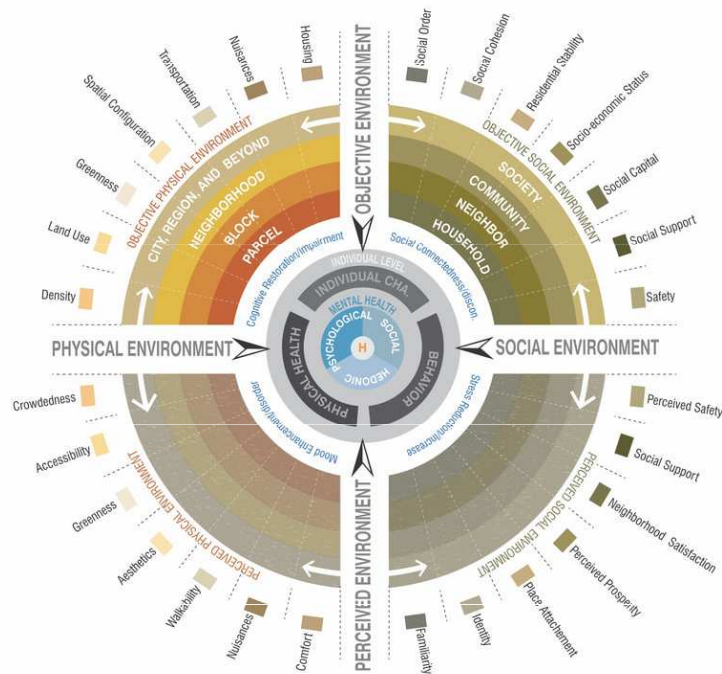 Density
Land Use
Greenness
Spatial Configuration
Transportation
Nuisances
Housing
OBJECTIVE ENVIRONMENT
Social Order
Social Cohesion
Residential Stability
Socio-economic Status
Social Capital
Social Support
Safety
OBJECTIVE PHYSICAL ENVIRONMENT
CITY, REGION, AND BEYOND
NEIGHBORHOOD
BLOCK
PARCEL
OBJECTIVE SOCIAL ENVIRONMENT
SOCIETY
COMMUNITY
NEIGHBOR
HOUSEHOLD
Cognitive Restoration/impairment
Social Connectedness/discon.
INDIVIDUAL LEVEL
INDIVIDUAL CHA.
MENTAL HEALTH
PSYCHOLOGICAL
SOCIAL
HEDONIC
H
PHYSICAL HEALTH
BEHAVIOR
PHYSICAL ENVIRONMENT
SOCIAL ENVIRONMENT
Mood Enhancement/disorder
Stress Reduction/Increase
PERCEIVED PHYSICAL ENVIRONMENT
PERCEIVED SOCIAL ENVIRONMENT
Crowdedness
Accessibility
Greenness
Aesthetics
Walkability
Nuisances
Comfort
PERCEIVED ENVIRONMENT
Familiarity
Identity
Place Attachement
Perceived Prosperity
Neighborhood Satisfaction
Social Support
Perceived Safety